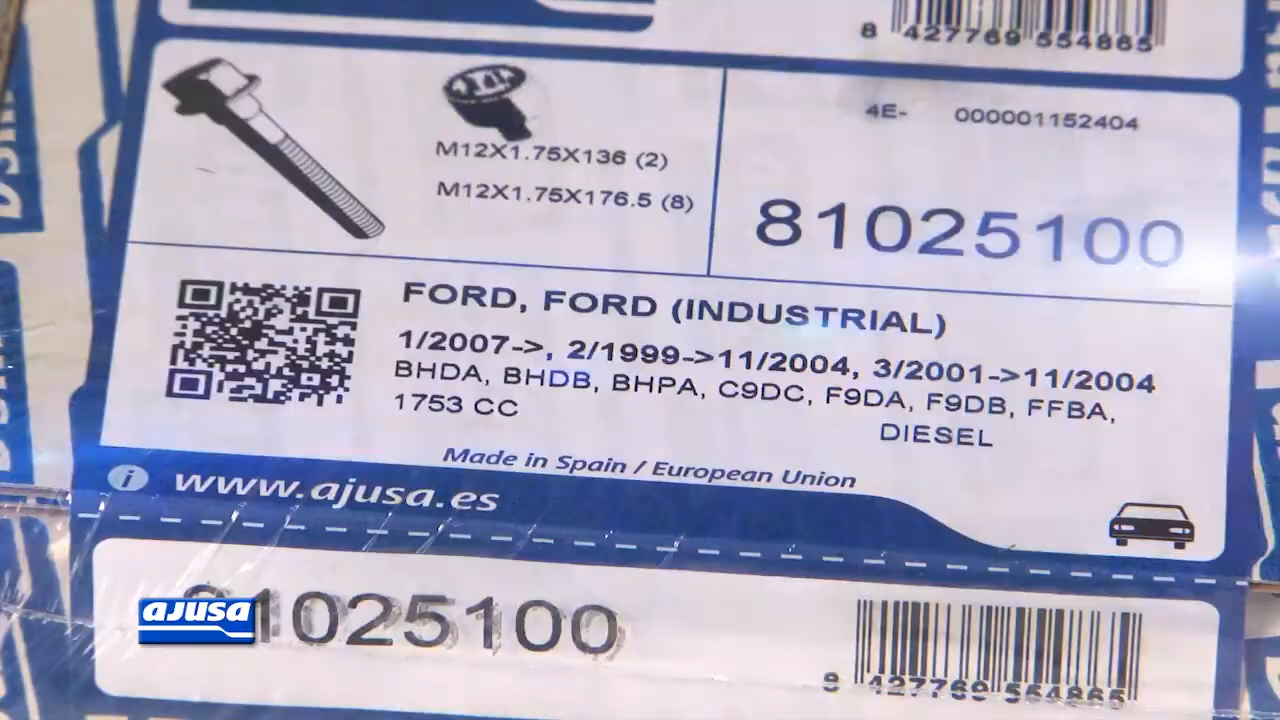 8 427769 554865
M12X1.75X136 (2)
M12X1.75X176.5 (8)
4E- 000001152404
81025100
FORD, FORD (INDUSTRIAL)
1/2007->, 2/1999->11/2004, 3/2001->11/2004
BHDA, BHDB, BHPA, C9DC, F9DA, F9DB, FFBA,
1753 CC
DIESEL
Made in Spain / European Union
i www.ajusa.es
81025100
ajusa
8 427769 554865